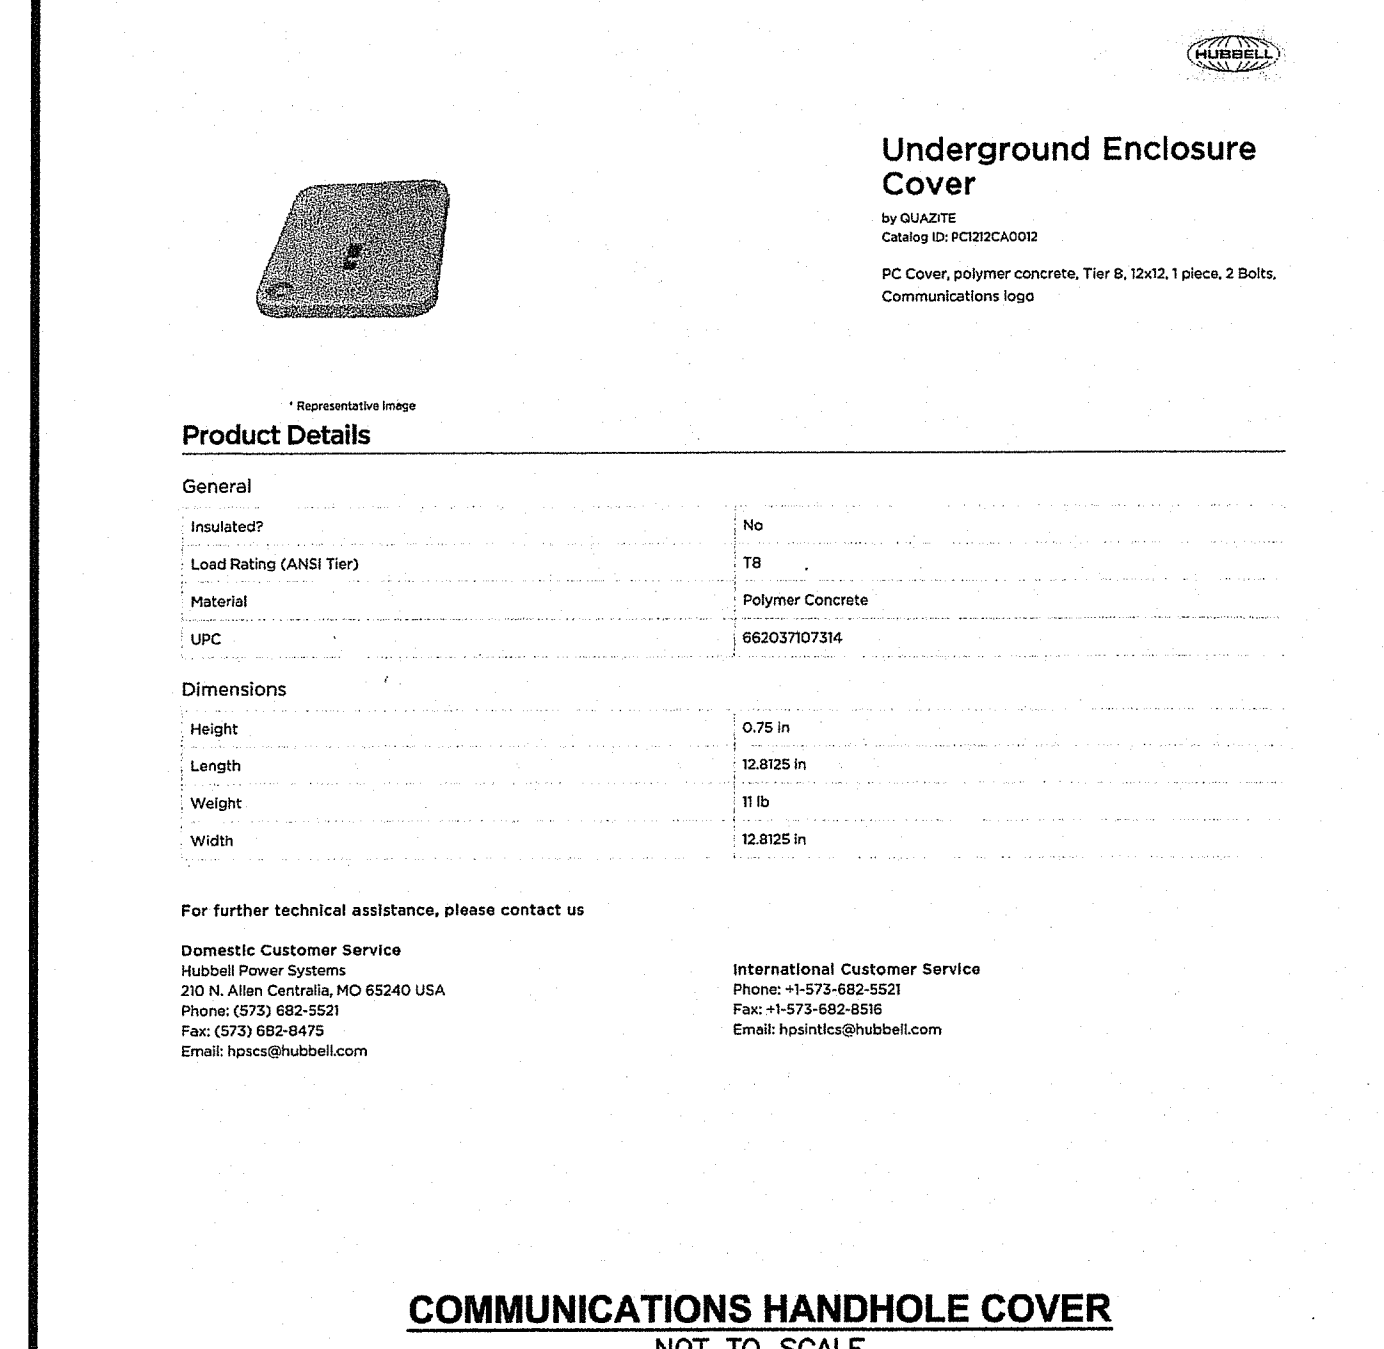 HUBBELL
Underground Enclosure
Cover
by QUAZITE
Catalog ID: PC1212CA0012
PC Cover, polymer concrete, Tier 8, 12x12, 1 piece, 2 Bolts,
Communications logo
* Representative Image
Product Details
General
Insulated? No
Load Rating (ANSI Tier) T8
Material Polymer Concrete
UPC 662037107314
Dimensions
Height 0.75 in
Length 12.8125 in
Weight 11 lb
Width 12.8125 in
For further technical assistance, please contact us
Domestic Customer Service
Hubbell Power Systems
210 N. Allen Centralia, MO 65240 USA
Phone: (573) 682-5521
Fax: (573) 682-8475
Email: hpscs@hubbell.com
International Customer Service
Phone: +1-573-682-5521
Fax: +1-573-682-8516
Email: hpsintlcs@hubbell.com
COMMUNICATIONS HANDHOLE COVER
NOT TO SCALE